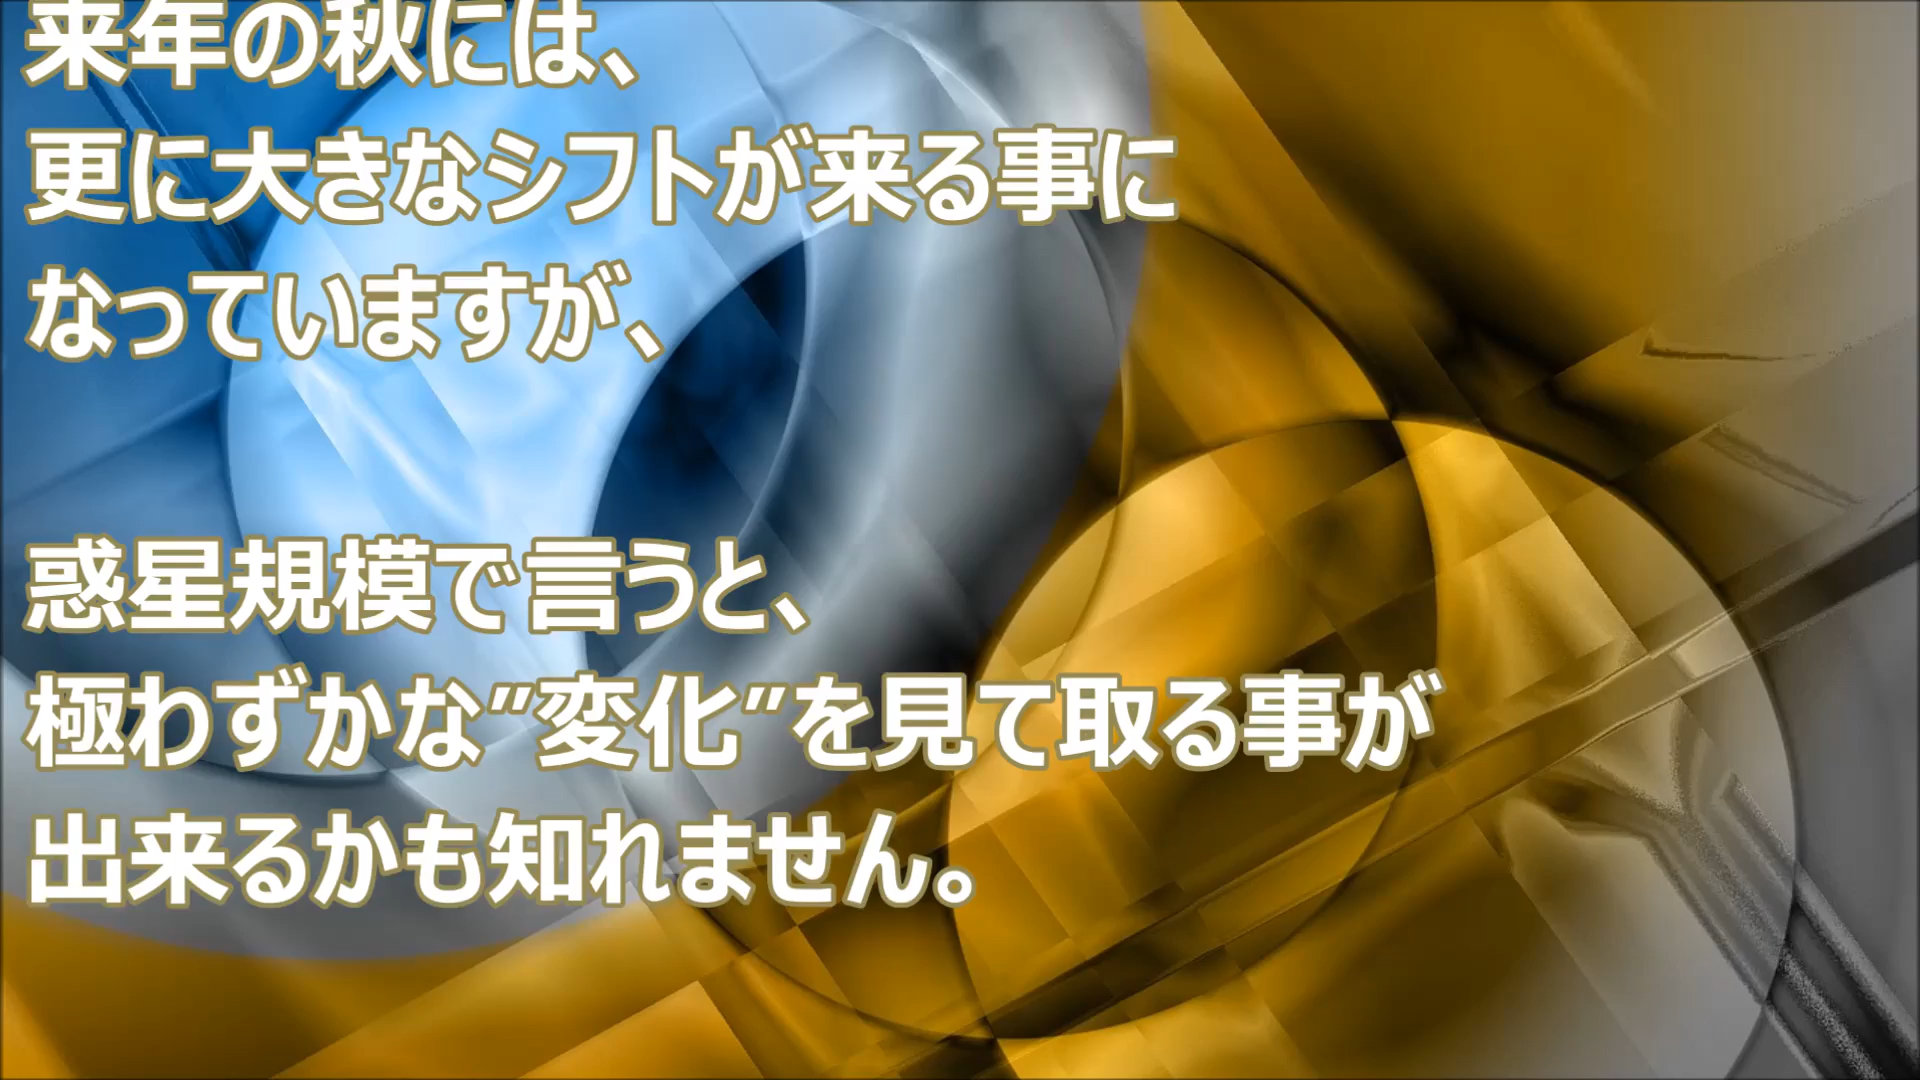 来年の秋には、
更に大きなシフトが来る事に
なっていますが、
惑星規模で言うと、
極わずかな”変化”を見て取る事が
出来るかも知れません。